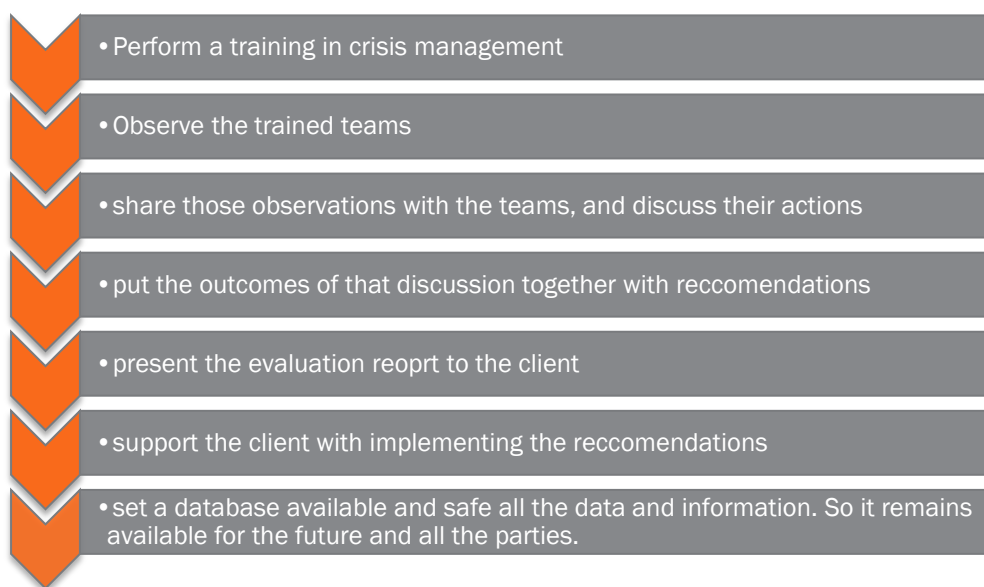 • Perform a training in crisis management
• Observe the trained teams
• share those observations with the teams, and discuss their actions
• put the outcomes of that discussion together with reccomendations
• present the evaluation reoprt to the client
• support the client with implementing the reccomendations
• set a database available and safe all the data and information. So it remains
available for the future and all the parties.